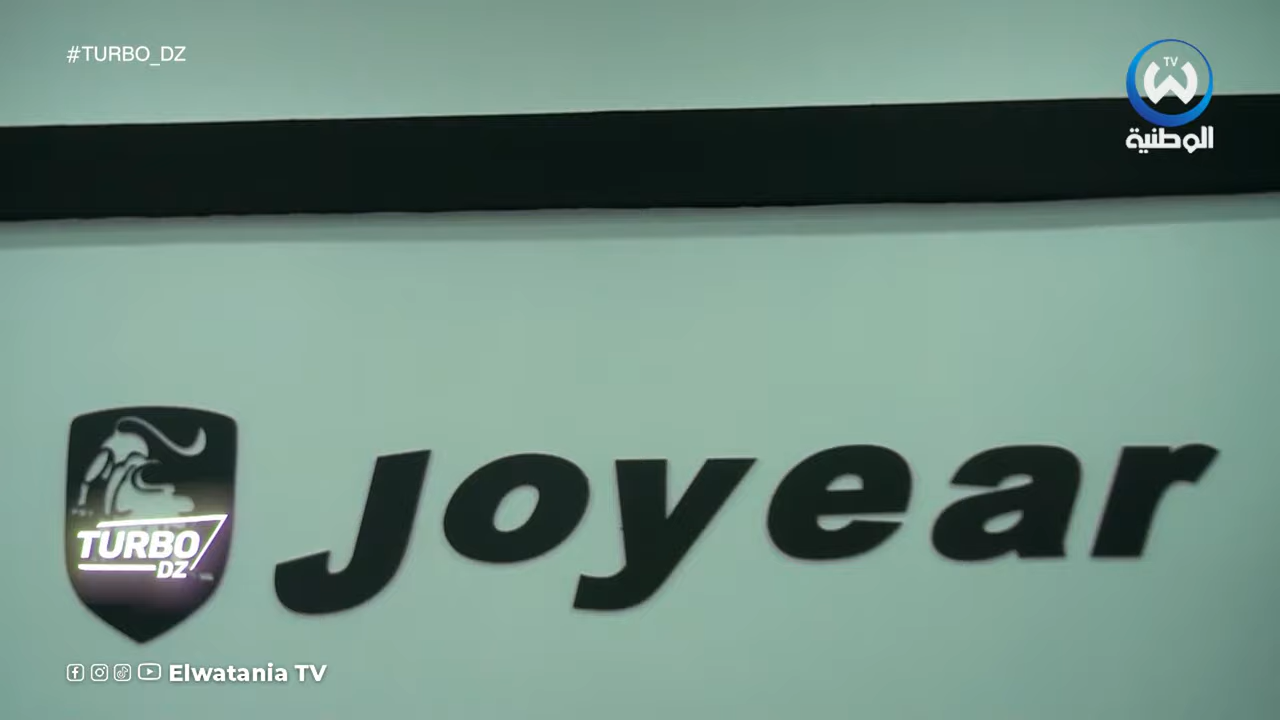 #TURBO_DZ
TV
الوطنية
Joyear
TURBO
DZ
Elwatania TV